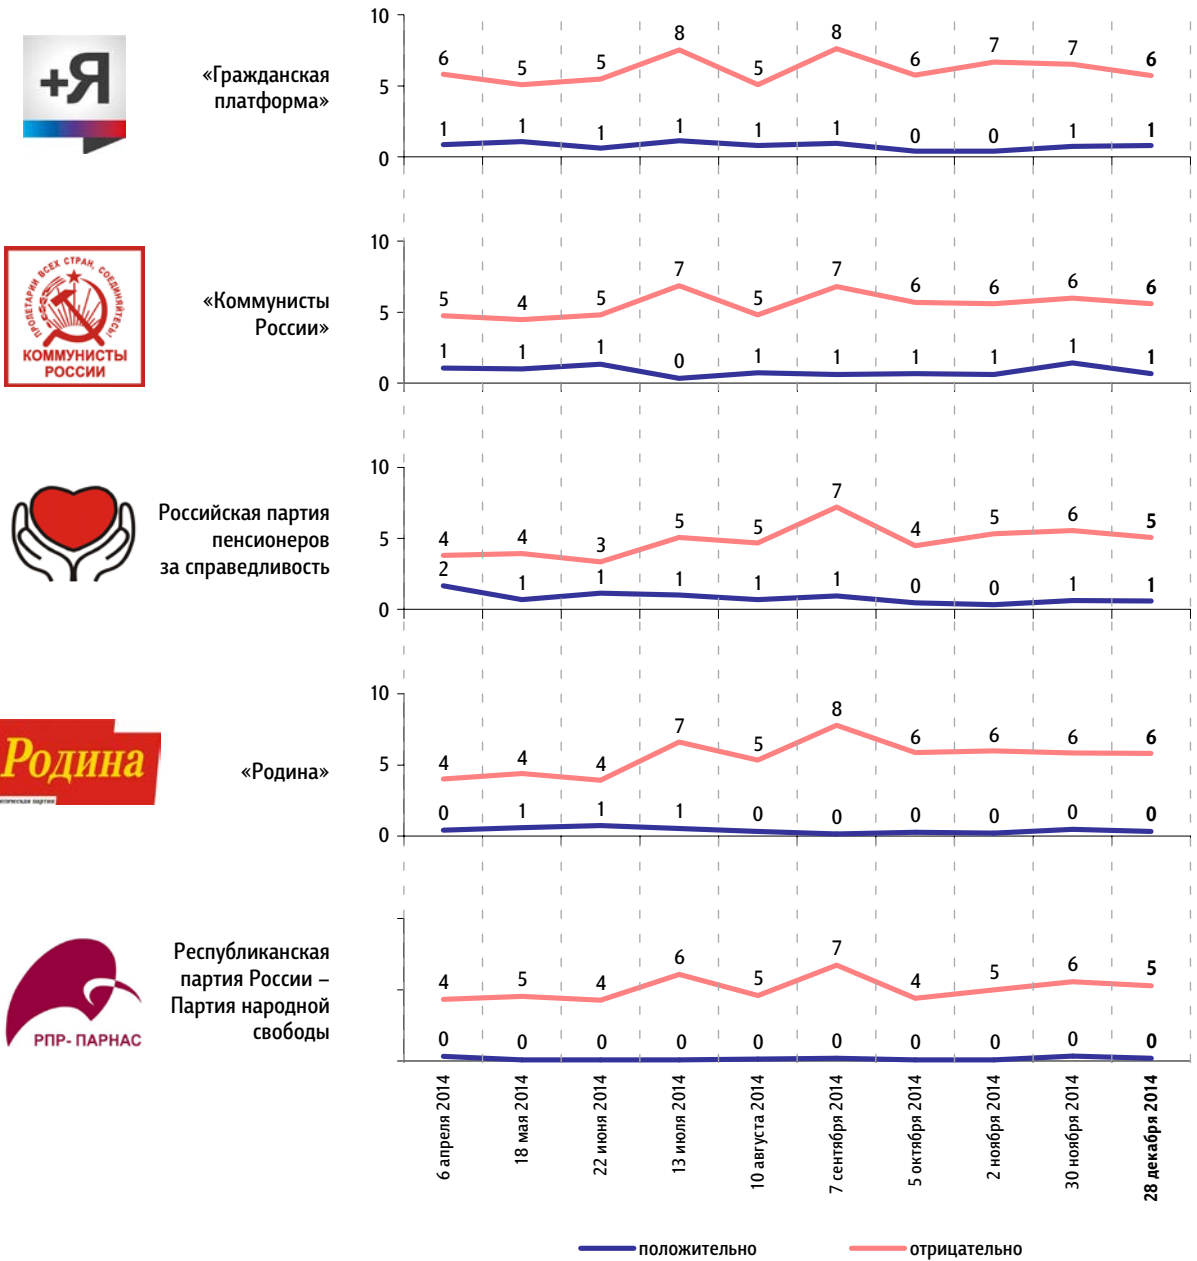 +Я
«Гражданская
платформа»
10
5
0
6 5 5 8 5 8 6 7 7 6
1 1 1 1 1 1 0 0 1 1
ПРОЛЕТАРИИ ВСЕХ СТРАН, СОЕДИНЯЙТЕСЬ!
КОММУНИСТЫ
РОССИИ
«Коммунисты
России»
10
5
0
5 4 5 7 5 7 6 6 6 6
1 1 1 0 1 1 1 1 1 1
Российская партия
пенсионеров
за справедливость
10
5
0
4 4 3 5 5 7 4 5 6 5
2 1 1 1 1 1 0 0 1 1
Родина
партия
«Родина»
10
5
0
4 4 4 7 5 8 6 6 6 6
0 1 1 1 0 0 0 0 0 0
РПР- ПАРНАС
Республиканская
партия России –
Партия народной
свободы
4 5 4 6 5 7 4 5 6 5
0 0 0 0 0 0 0 0 0 0
6 апреля 2014
18 мая 2014
22 июня 2014
13 июля 2014
10 августа 2014
7 сентября 2014
5 октября 2014
2 ноября 2014
30 ноября 2014
28 декабря 2014
положительно
отрицательно